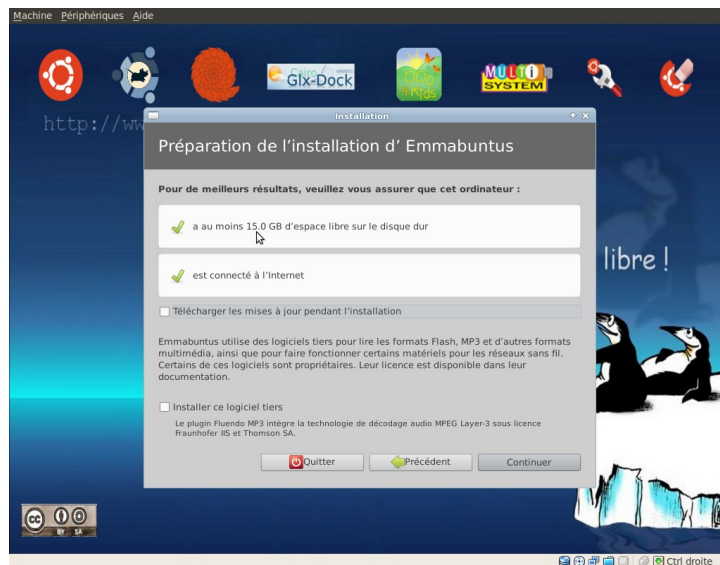 Machine Périphériques Aide
Cairo
Glx-Dock
OOo
4 Kids
MULTI
SYSTEM
http://ww
Installation
Préparation de l’installation d’ Emmabuntus
Pour de meilleurs résultats, veuillez vous assurer que cet ordinateur :
a au moins 15.0 GB d’espace libre sur le disque dur
est connecté à l’Internet
libre !
Télécharger les mises à jour pendant l’installation
Emmabuntus utilise des logiciels tiers pour lire les formats Flash, MP3 et d’autres formats
multimédia, ainsi que pour faire fonctionner certains matériels pour les réseaux sans fil.
Certains de ces logiciels sont propriétaires. Leur licence est disponible dans leur
documentation.
Installer ce logiciel tiers
Le plugin Fluendo MP3 intègre la technologie de décodage audio MPEG Layer-3 sous licence
Fraunhofer IIS et Thomson SA.
Quitter
Précédent
Continuer
cc
BY SA
Ctrl droite